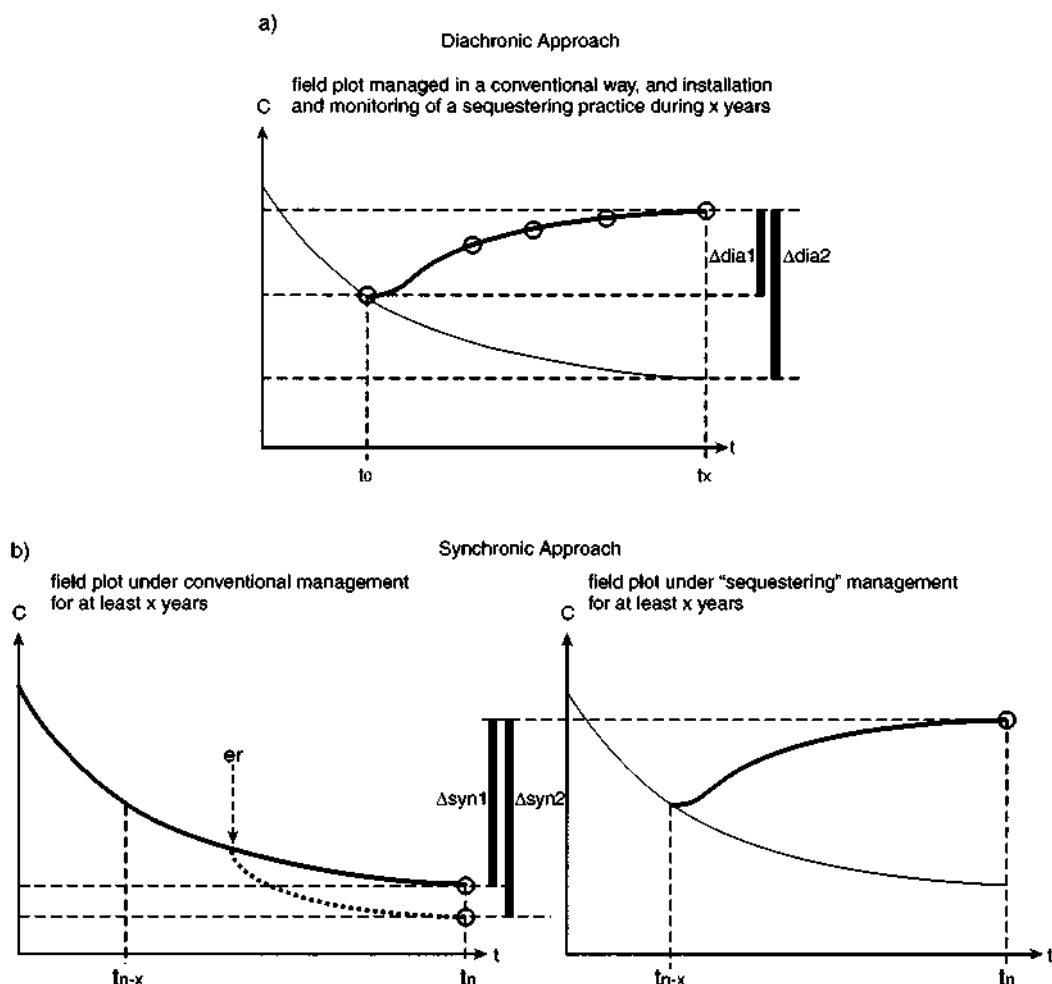 a)
Diachronic Approach
field plot managed in a conventional way, and installation
and monitoring of a sequestering practice during x years
C
Δdia1
Δdia2
t
t0
tx
b)
Synchronic Approach
field plot under conventional management
for at least x years
field plot under "sequestering" management
for at least x years
C
C
er
Δsyn1
Δsyn2
t
t
tn-x
tn
tn-x
tn